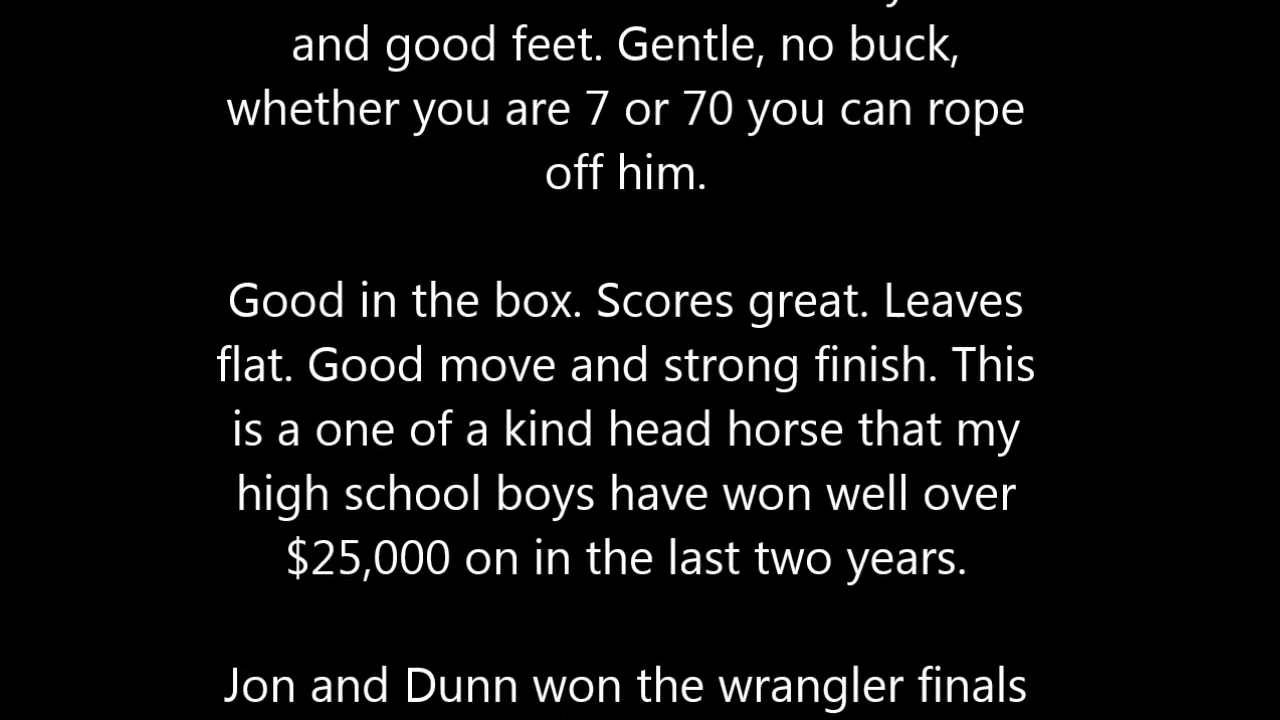 and good feet. Gentle, no buck,
whether you are 7 or 70 you can rope
off him.
Good in the box. Scores great. Leaves
flat. Good move and strong finish. This
is a one of a kind head horse that my
high school boys have won well over
$25,000 on in the last two years.
Jon and Dunn won the wrangler finals